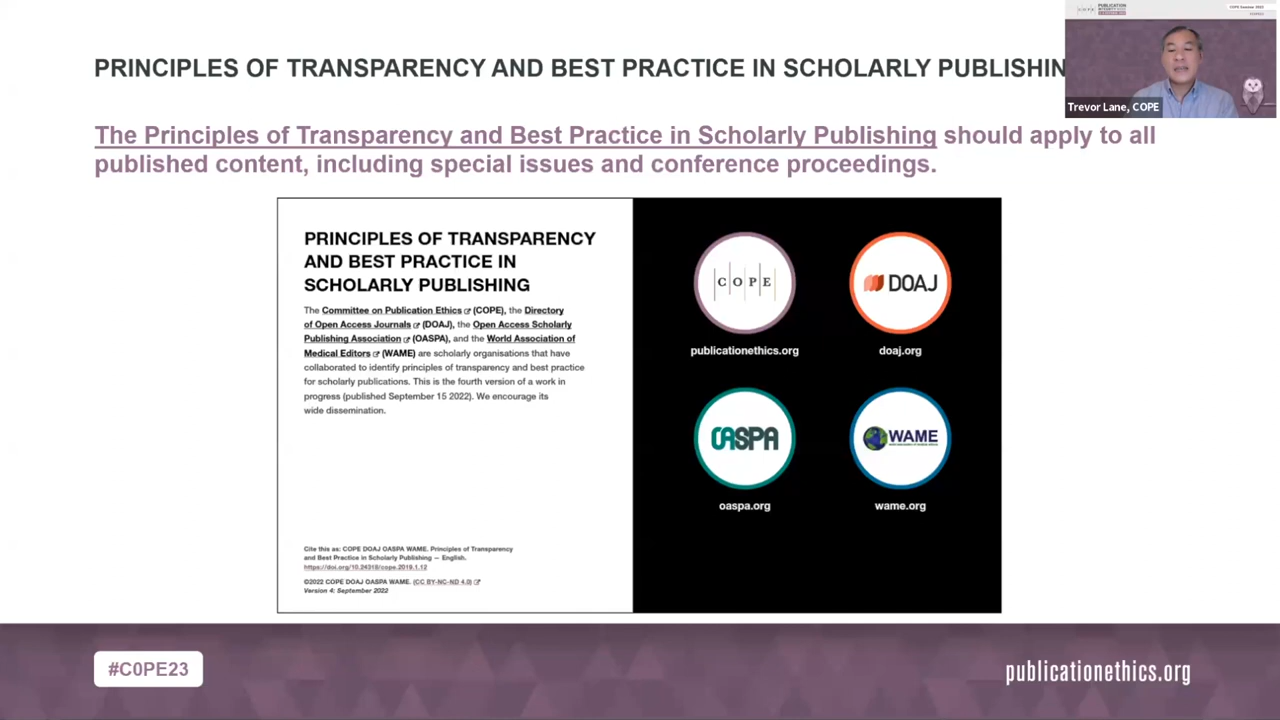 PRINCIPLES OF TRANSPARENCY AND BEST PRACTICE IN SCHOLARLY PUBLISHIN
COPE
PUBLICATION
INTEGRITY
Trevor Lane, COPE
The Principles of Transparency and Best Practice in Scholarly Publishing should apply to all
published content, including special issues and conference proceedings.
PRINCIPLES OF TRANSPARENCY
AND BEST PRACTICE IN
SCHOLARLY PUBLISHING
The Committee on Publication Ethics (COPE), the Directory
of Open Access Journals (DOAJ), the Open Access Scholarly
Publishing Association (OASPA), and the World Association of
Medical Editors (WAME) are scholarly organisations that have
collaborated to identify principles of transparency and best practice
for scholarly publications. This is the fourth version of a work in
progress (published September 15 2022). We encourage its
wide dissemination.
Cite this as: COPE DOAJ OASPA WAME. Principles of Transparency
and Best Practice in Scholarly Publishing — English.
https://doi.org/10.24318/cope.2019.1.12
©2022 COPE DOAJ OASPA WAME. (CC BY-NC-ND 4.0)
Version 4: September 2022
COPE
publicationethics.org
DOAJ
doaj.org
OASPA
oaspa.org
WAME
wame.org
#C0PE23
publicationethics.org